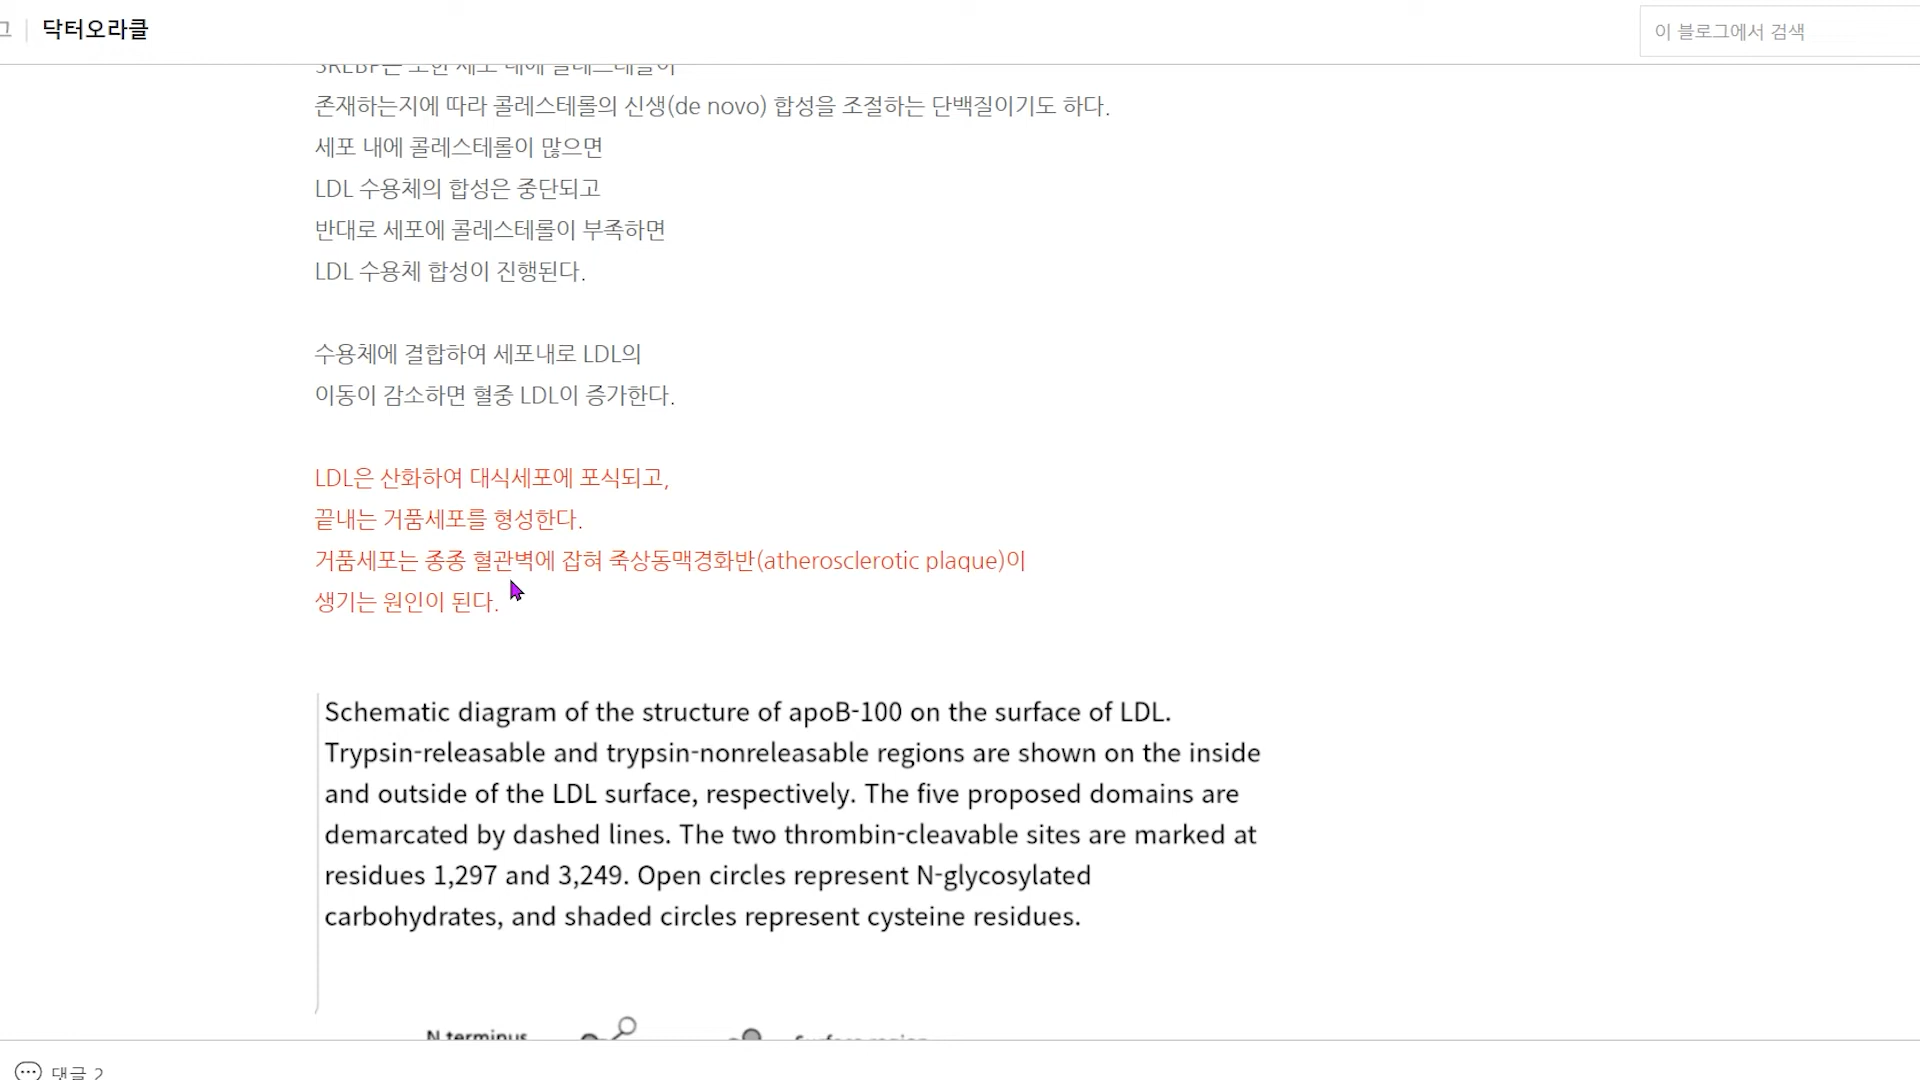 닥터오라클
이 블로그에서 검색
존재하는지에 따라 콜레스테롤의 신생(de novo) 합성을 조절하는 단백질이기도 하다.
세포 내에 콜레스테롤이 많으면
LDL 수용체의 합성은 중단되고
반대로 세포에 콜레스테롤이 부족하면
LDL 수용체 합성이 진행된다.
수용체에 결합하여 세포내로 LDL의
이동이 감소하면 혈중 LDL이 증가한다.
LDL은 산화하여 대식세포에 포식되고,
끝내는 거품세포를 형성한다.
거품세포는 종종 혈관벽에 잡혀 죽상동맥경화반(atherosclerotic plaque)이
생기는 원인이 된다.
Schematic diagram of the structure of apoB-100 on the surface of LDL.
Trypsin-releasable and trypsin-nonreleasable regions are shown on the inside
and outside of the LDL surface, respectively. The five proposed domains are
demarcated by dashed lines. The two thrombin-cleavable sites are marked at
residues 1,297 and 3,249. Open circles represent N-glycosylated
carbohydrates, and shaded circles represent cysteine residues.
N terminus
댓글 2